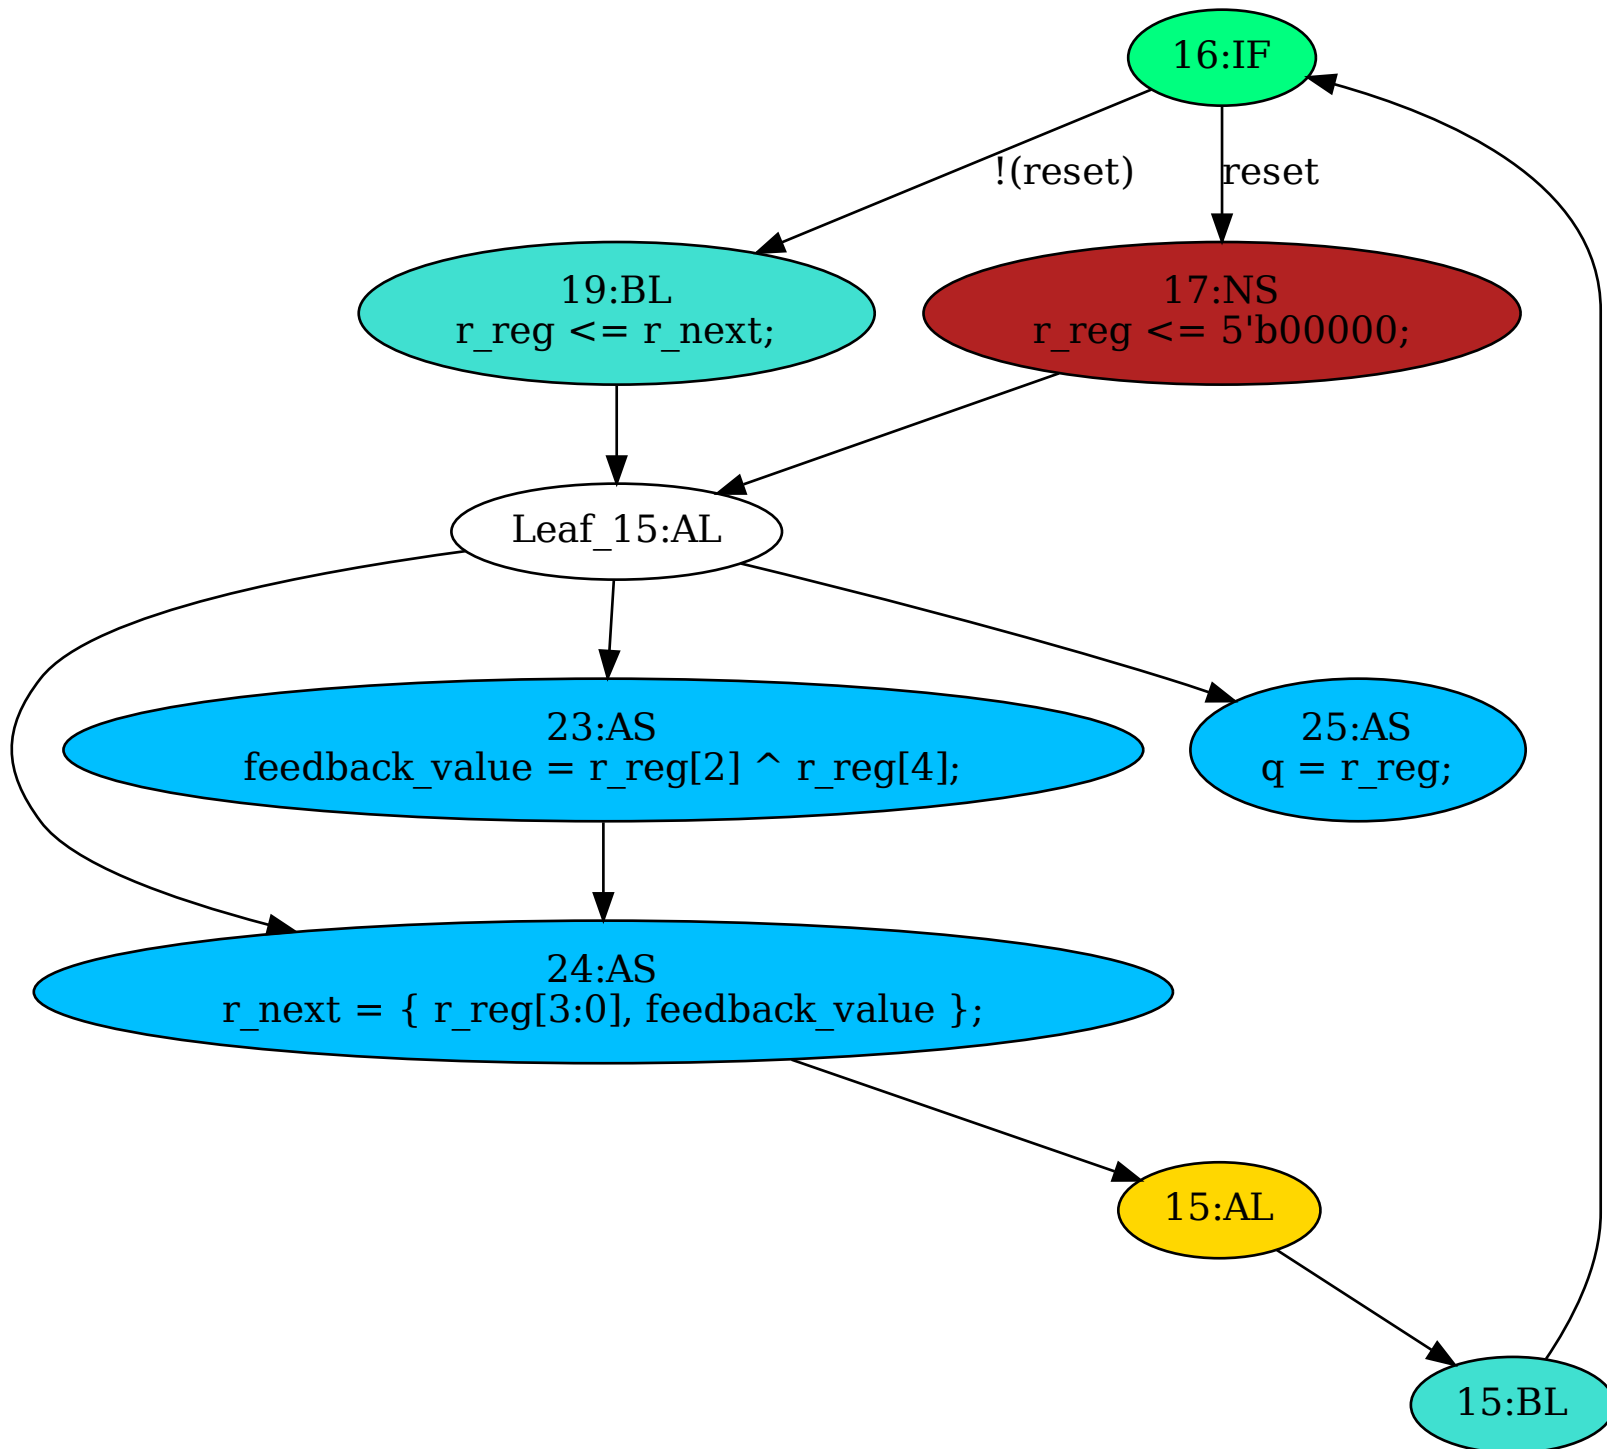 16:IF
!(reset)
reset
19:BL
r_reg <= r_next;
17:NS
r_reg <= 5'b00000;
Leaf_15:AL
23:AS
feedback_value = r_reg[2] ^ r_reg[4];
25:AS
q = r_reg;
24:AS
r_next = { r_reg[3:0], feedback_value };
15:AL
15:BL